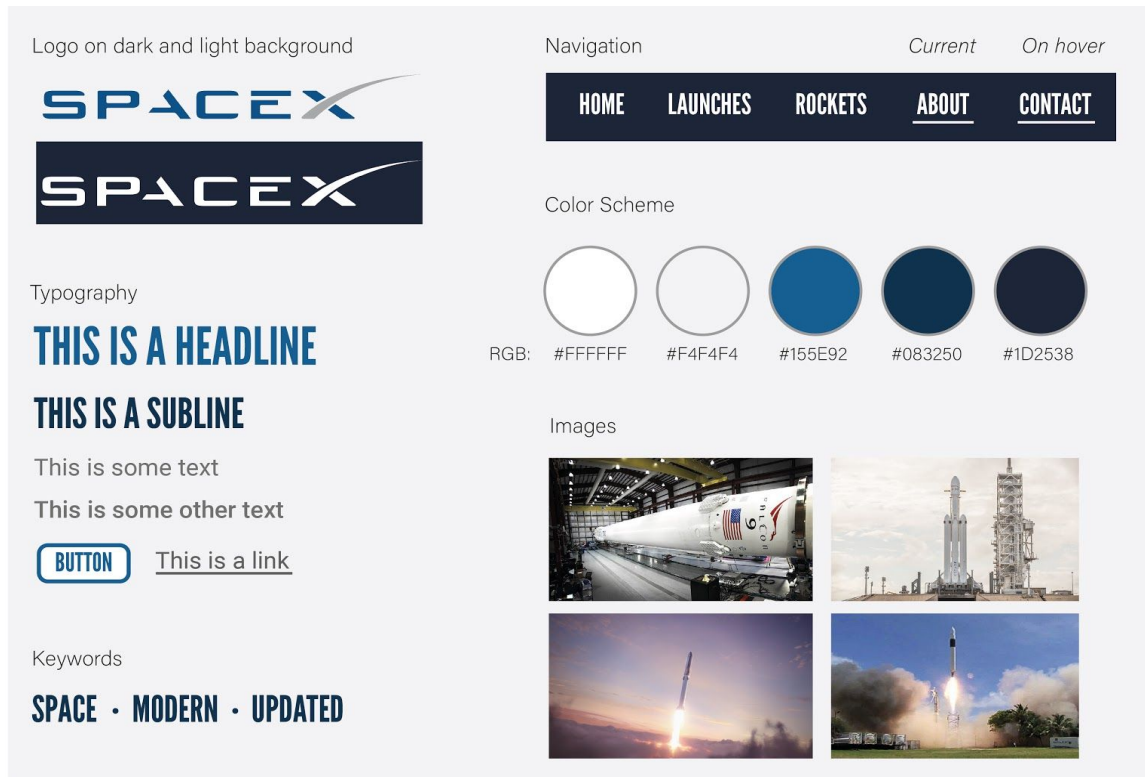 Logo on dark and light background
SPACEX
SPACEX
Typography
THIS IS A HEADLINE
THIS IS A SUBLINE
This is some text
This is some other text
BUTTON This is a link
Keywords
SPACE · MODERN · UPDATED
Navigation Current On hover
HOME LAUNCHES ROCKETS ABOUT CONTACT
Color Scheme
RGB: #FFFFFF #F4F4F4 #155E92 #083250 #1D2538
Images
FALCON
9